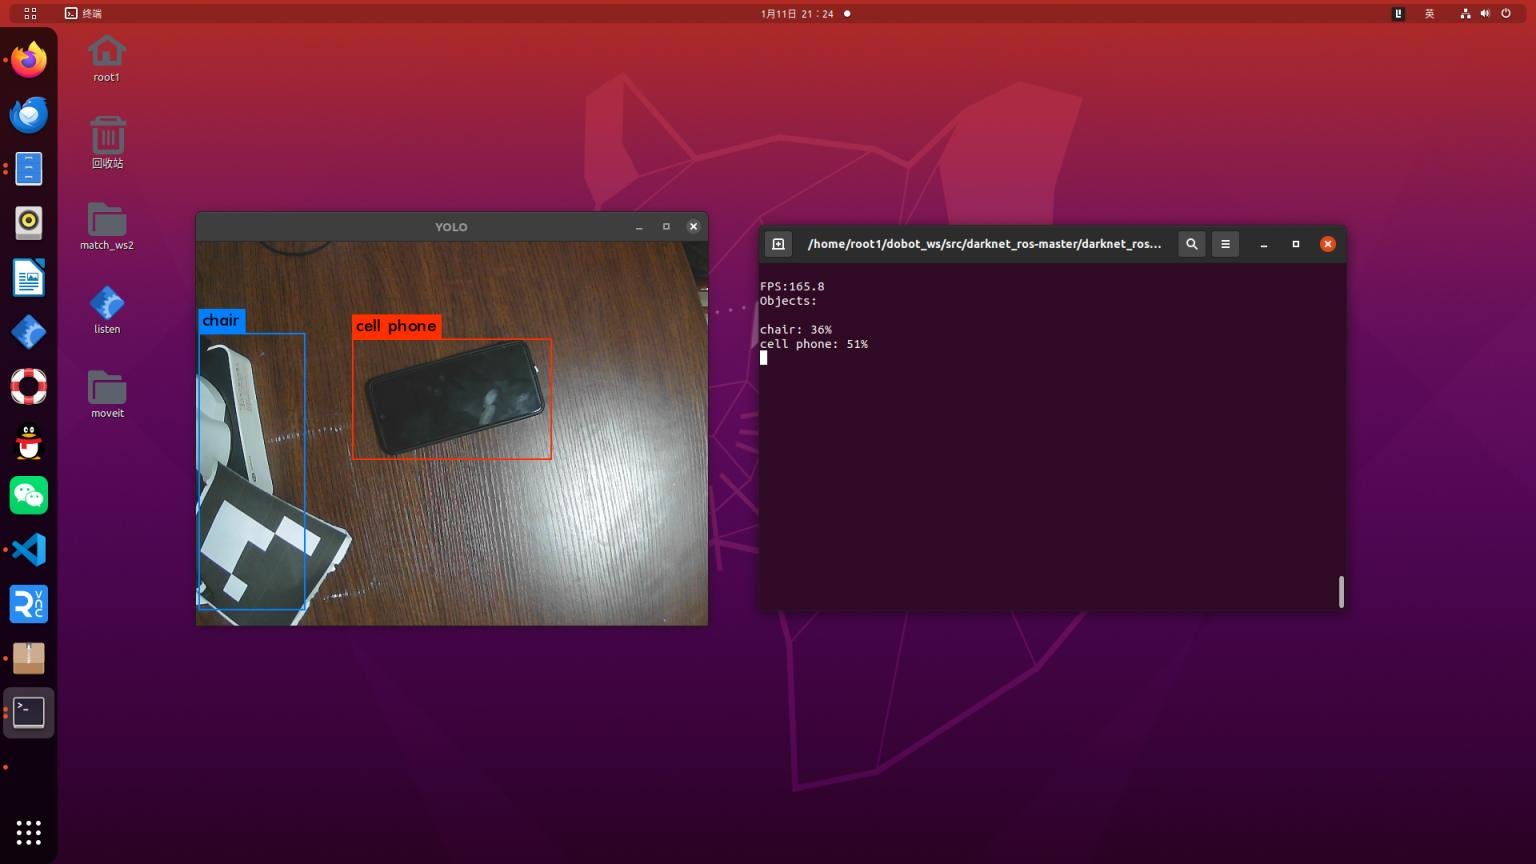 终端
1月11日 21：24
英
root1
回收站
match_ws2
listen
moveit
YOLO
chair
cell phone
/home/root1/dobot_ws/src/darknet_ros-master/darknet_ros…
FPS:165.8
Objects:
chair: 36%
cell phone: 51%